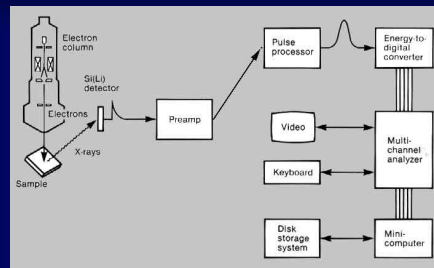 Electron
column
Si(Li)
detector
Electrons
X-rays
Sample
Preamp
Pulse
processor
Energy-to-
digital
converter
Video
Keyboard
Multi-
channel
analyzer
Disk
storage
system
Mini-
computer